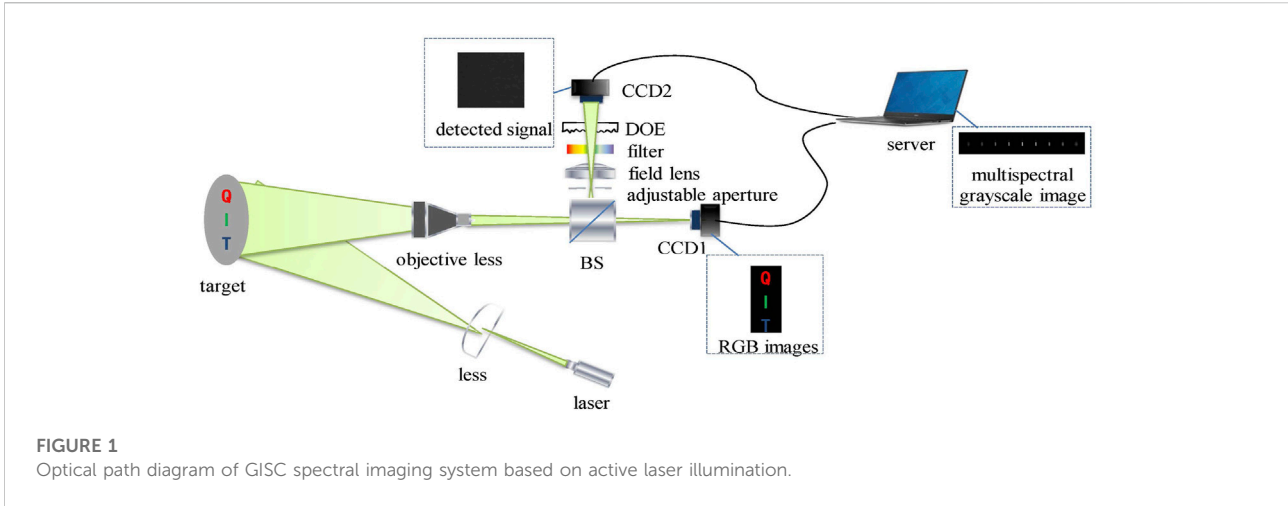 CCD2
detected signal
DOE
filter
field lens
adjustable aperture
server
multispectral
grayscale image
Q
I
T
target
objective less
BS
CCD1
Q
I
T
RGB images
less
laser
FIGURE 1
Optical path diagram of GISC spectral imaging system based on active laser illumination.